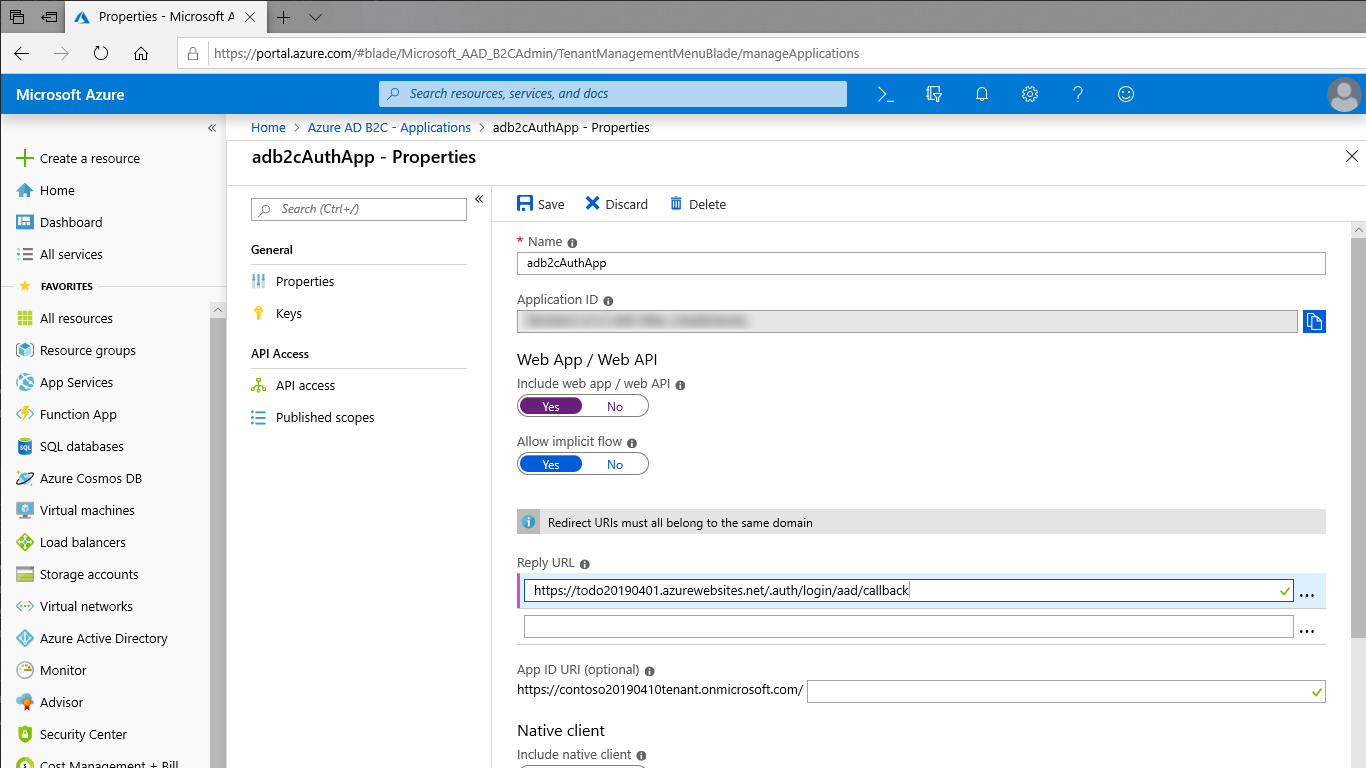 Properties - Microsoft A
https://portal.azure.com/#blade/Microsoft_AAD_B2CAdmin/TenantManagementMenuBlade/manageApplications
Microsoft Azure
Search resources, services, and docs
Home > Azure AD B2C - Applications > adb2cAuthApp - Properties
adb2cAuthApp - Properties
Create a resource
Home
Dashboard
All services
FAVORITES
All resources
Resource groups
App Services
Function App
SQL databases
Azure Cosmos DB
Virtual machines
Load balancers
Storage accounts
Virtual networks
Azure Active Directory
Monitor
Advisor
Security Center
Cost Management + Bill
Search (Ctrl+/)
General
Properties
Keys
API Access
API access
Published scopes
Save
Discard
Delete
* Name
adb2cAuthApp
Application ID
Web App / Web API
Include web app / web API
Yes No
Allow implicit flow
Yes No
Redirect URIs must all belong to the same domain
Reply URL
https://todo20190401.azurewebsites.net/.auth/login/aad/callback
...
...
App ID URI (optional)
https://contoso20190410tenant.onmicrosoft.com/
Native client
Include native client